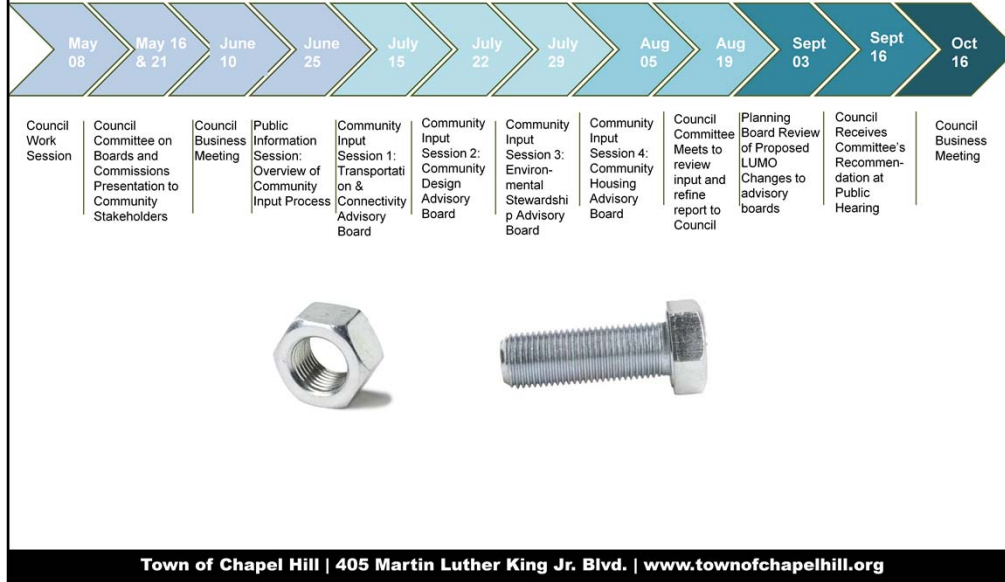 May
08
May 16
& 21
June
10
June
25
July
15
July
22
July
29
Aug
05
Aug
19
Sept
03
Sept
16
Oct
16
Council
Work
Session
Council
Committee on
Boards and
Commissions
Presentation to
Community
Stakeholders
Council
Business
Meeting
Public
Information
Session:
Overview of
Community
Input Process
Community
Input
Session 1:
Transportati
on &
Connectivity
Advisory
Board
Community
Input
Session 2:
Community
Design
Advisory
Board
Community
Input
Session 3:
Environ-
mental
Stewardshi
p Advisory
Board
Community
Input
Session 4:
Community
Housing
Advisory
Board
Council
Committee
Meets to
review
input and
refine
report to
Council
Planning
Board Review
of Proposed
LUMO
Changes to
advisory
boards
Council
Receives
Committee's
Recommen-
dation at
Public
Hearing
Council
Business
Meeting
Town of Chapel Hill | 405 Martin Luther King Jr. Blvd. | www.townofchapelhill.org